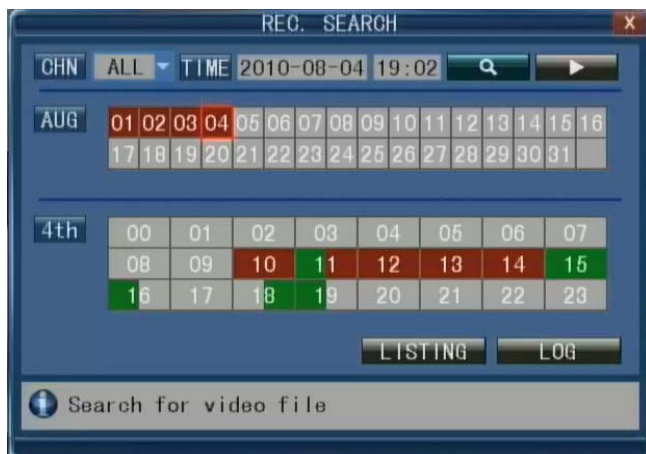 REC. SEARCH X
CHN ALL TIME 2010-08-04 19:02
AUG 01 02 03 04 05 06 07 08 09 10 11 12 13 14 15 16
17 18 19 20 21 22 23 24 25 26 27 28 29 30 31
4th 00 01 02 03 04 05 06 07
08 09 10 11 12 13 14 15
16 17 18 19 20 21 22 23
LISTING LOG
Search for video file